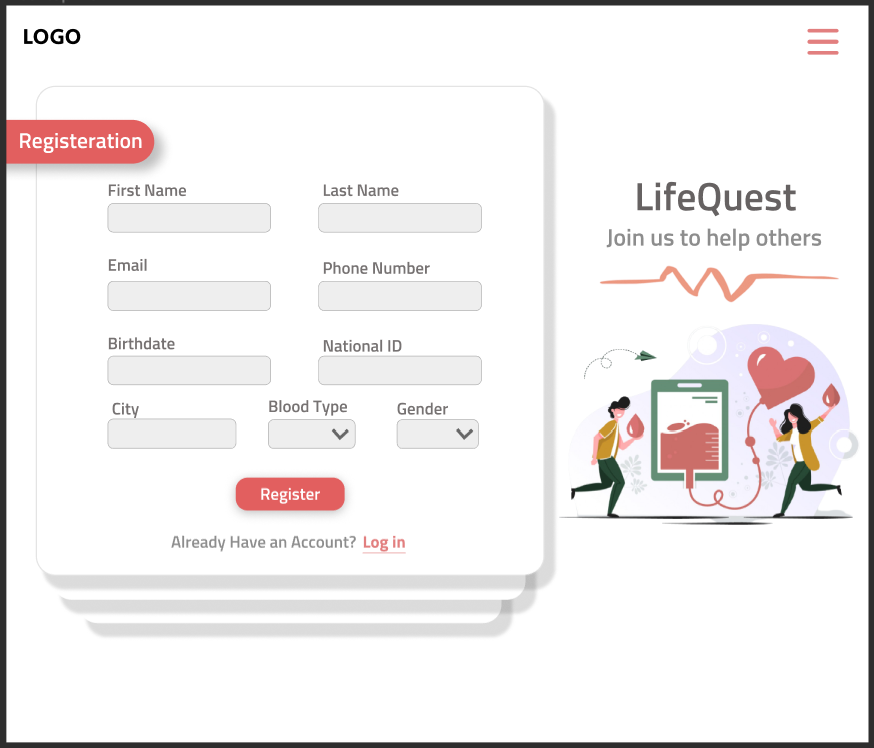 LOGO
Registeration
First Name
Last Name
Email
Phone Number
Birthdate
National ID
City
Blood Type
Gender
Register
Already Have an Account? Log in
LifeQuest
Join us to help others